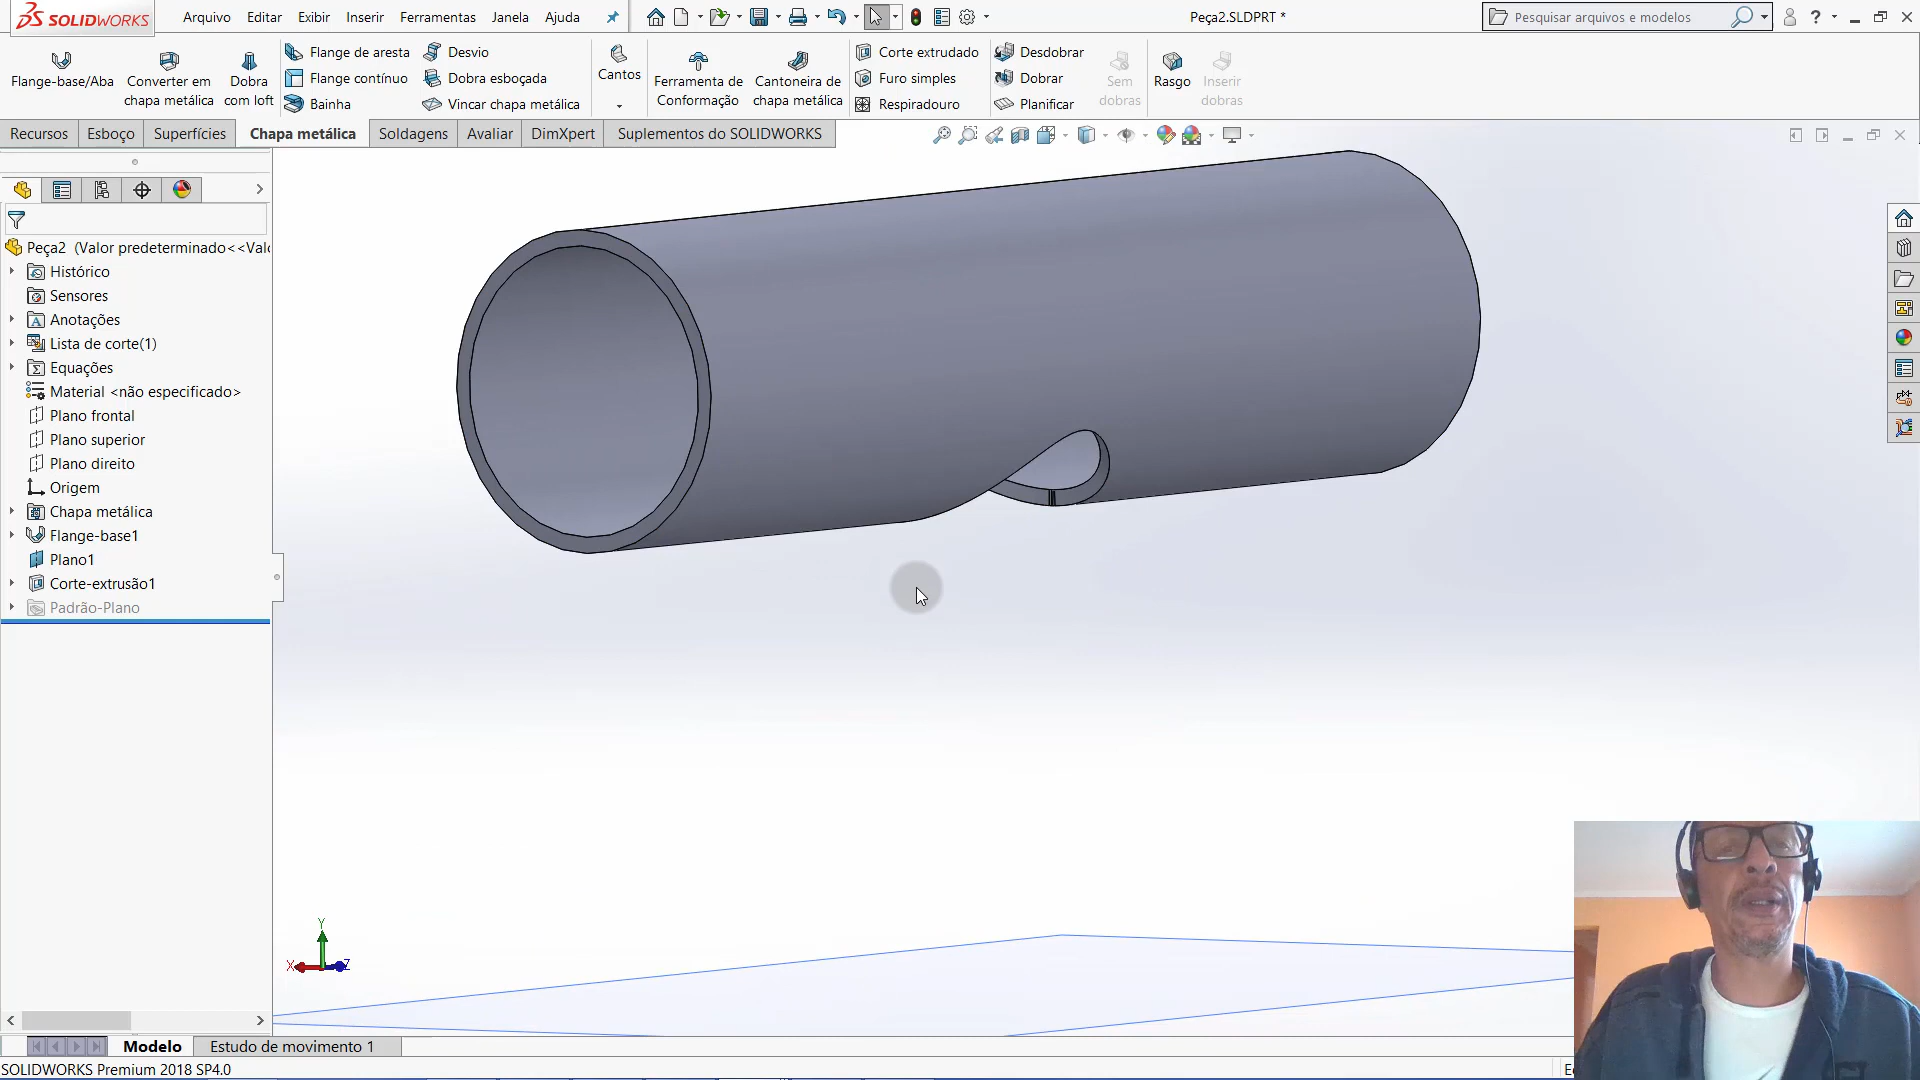 SOLIDWORKS
Arquivo Editar Exibir Inserir Ferramentas Janela Ajuda
Peça2.SLDPRT *
Pesquisar arquivos e modelos
Flange-base/Aba
Converter em
chapa metálica
Dobra
com loft
Flange de aresta
Flange contínuo
Bainha
Desvio
Dobra esboçada
Vincar chapa metálica
Cantos
Ferramenta de
Conformação
Cantoneira de
chapa metálica
Corte extrudado
Furo simples
Respiradouro
Desdobrar
Dobrar
Planificar
Sem
dobras
Rasgo
Inserir
dobras
Recursos Esboço Superfícies Chapa metálica Soldagens Avaliar DimXpert Suplementos do SOLIDWORKS
Peça2 (Valor predeterminado<<Valo
Histórico
Sensores
Anotações
Lista de corte(1)
Equações
Material <não especificado>
Plano frontal
Plano superior
Plano direito
Origem
Chapa metálica
Flange-base1
Plano1
Corte-extrusão1
Padrão-Plano
Y
X
Z
Modelo Estudo de movimento 1
SOLIDWORKS Premium 2018 SP4.0